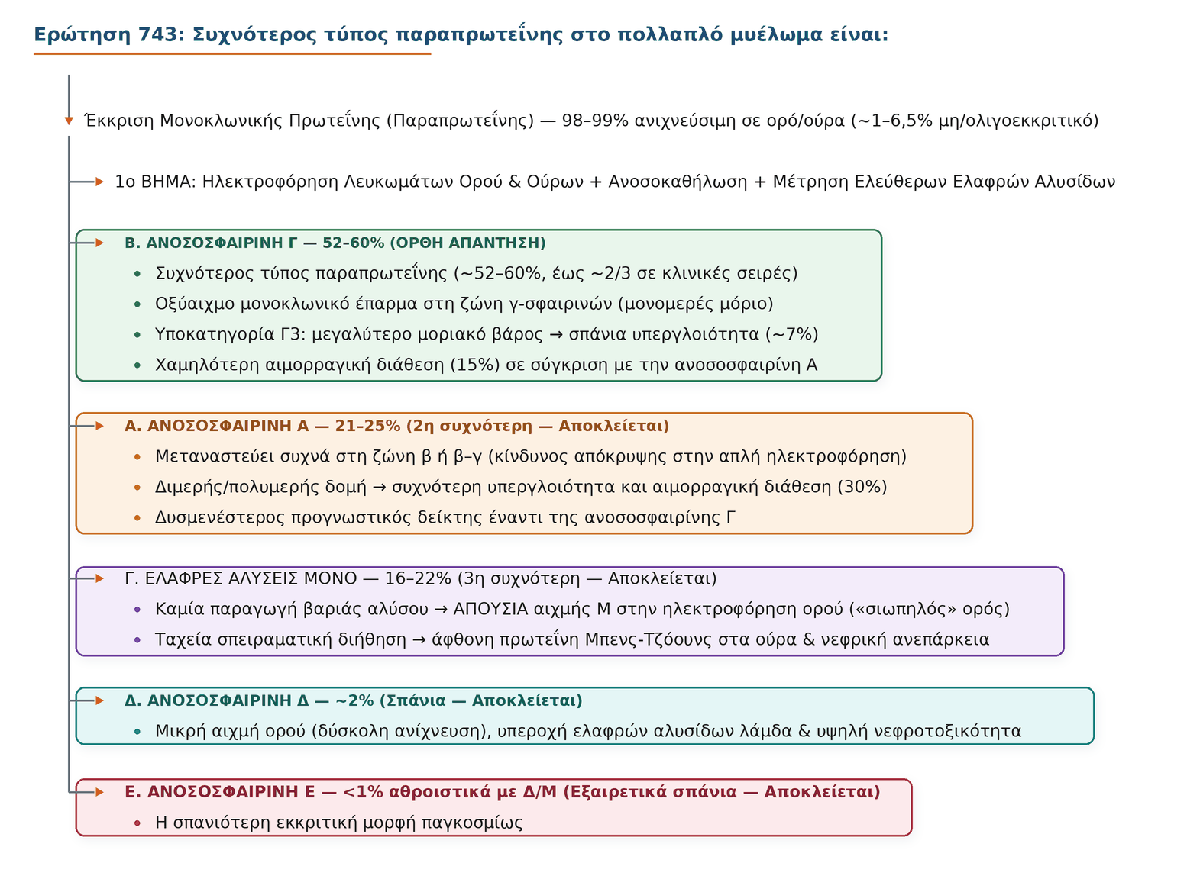 Ερώτηση 743: Συχνότερος τύπος παραπρωτεΐνης στο πολλαπλό μυέλωμα είναι:
Έκκριση Μονοκλωνικής Πρωτεΐνης (Παραπρωτεΐνης) — 98–99% ανιχνεύσιμη σε ορό/ούρα (~1–6,5% μη/ολιγοεκκριτικό)
1ο ΒΗΜΑ: Ηλεκτροφόρηση Λευκωμάτων Ορού & Ούρων + Ανοσοκαθήλωση + Μέτρηση Ελεύθερων Ελαφρών Αλυσίδων
Β. ΑΝΟΣΟΣΦΑΙΡΙΝΗ Γ — 52–60% (ΟΡΘΗ ΑΠΑΝΤΗΣΗ)
• Συχνότερος τύπος παραπρωτεΐνης (~52–60%, έως ~2/3 σε κλινικές σειρές)
• Οξύαιχμο μονοκλωνικό έπαρμα στη ζώνη γ-σφαιρινών (μονομερές μόριο)
• Υποκατηγορία Γ3: μεγαλύτερο μοριακό βάρος → σπάνια υπεργλοιότητα (~7%)
• Χαμηλότερη αιμορραγική διάθεση (15%) σε σύγκριση με την ανοσοσφαιρίνη Α
Α. ΑΝΟΣΟΣΦΑΙΡΙΝΗ Α — 21–25% (2η συχνότερη — Αποκλείεται)
• Μεταναστεύει συχνά στη ζώνη β ή β–γ (κίνδυνος απόκρυψης στην απλή ηλεκτροφόρηση)
• Διμερής/πολυμερής δομή → συχνότερη υπεργλοιότητα και αιμορραγική διάθεση (30%)
• Δυσμενέστερος προγνωστικός δείκτης έναντι της ανοσοσφαιρίνης Γ
Γ. ΕΛΑΦΡΕΣ ΑΛΥΣΕΙΣ ΜΟΝΟ — 16–22% (3η συχνότερη — Αποκλείεται)
• Καμία παραγωγή βαριάς αλύσου → ΑΠΟΥΣΙΑ αιχμής Μ στην ηλεκτροφόρηση ορού («σιωπηλός» ορός)
• Ταχεία σπειραματική διήθηση → άφθονη πρωτεΐνη Μπενς-Τζόουνς στα ούρα & νεφρική ανεπάρκεια
Δ. ΑΝΟΣΟΣΦΑΙΡΙΝΗ Δ — ~2% (Σπάνια — Αποκλείεται)
• Μικρή αιχμή ορού (δύσκολη ανίχνευση), υπεροχή ελαφρών αλυσίδων λάμδα & υψηλή νεφροτοξικότητα
Ε. ΑΝΟΣΟΣΦΑΙΡΙΝΗ Ε — <1% αθροιστικά με Δ/Μ (Εξαιρετικά σπάνια — Αποκλείεται)
• Η σπανιότερη εκκριτική μορφή παγκοσμίως